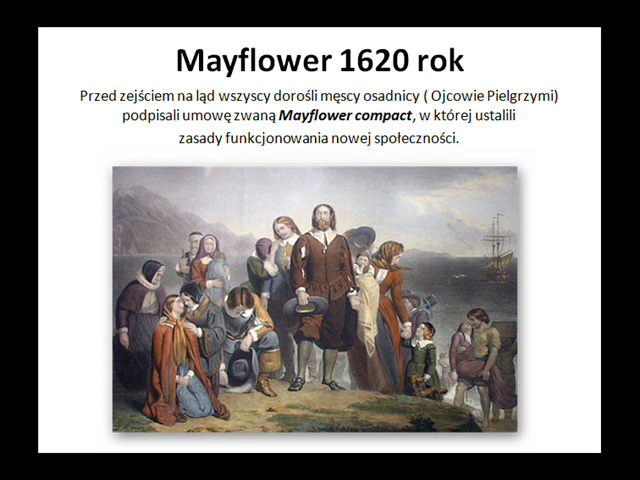 Mayflower 1620 rok
Przed zejściem na ląd wszyscy dorośli męscy osadnicy ( Ojcowie Pielgrzymi)
podpisali umowę zwaną Mayflower compact, w której ustalili
zasady funkcjonowania nowej społeczności.